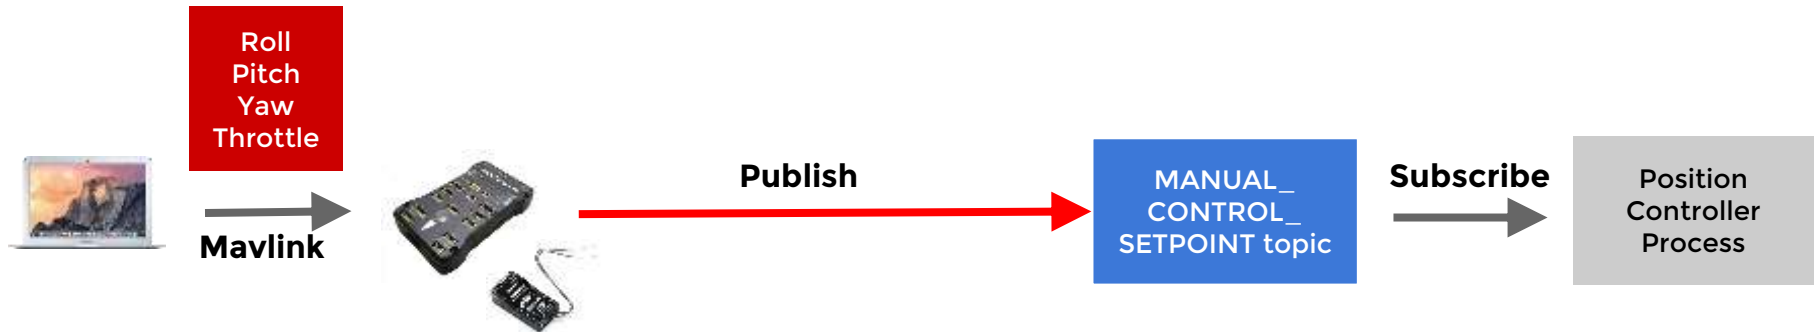 Roll
Pitch
Yaw
Throttle
Mavlink
Publish
MANUAL_
CONTROL_
SETPOINT topic
Subscribe
Position
Controller
Process